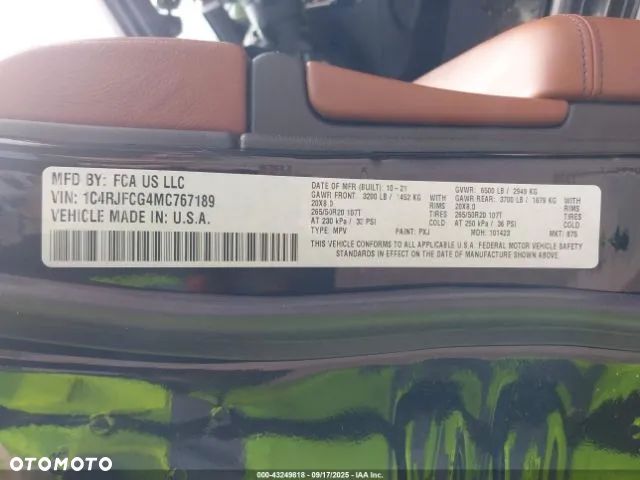 MFD BY: FCA US LLC
VIN: 1C4RJFCG4MC767189
VEHICLE MADE IN U.S.A.
DATE OF MFR (BUILT): 10-21 GVWR: 6500 LB / 2949 KG
GAWR FRONT: 3200 LB / 1452 KG WITH GAWR REAR: 3700 LB / 1679 KG WITH
20X8.0 RIMS 20X8.0 RIMS
265/50R20 107T TIRES 265/50R20 107T TIRES
AT 230 kPa / 33 PSI COLD AT 250 kPa / 36 PSI COLD
TYPE: MPV PAINT: PXJ MDH: 101423 MKT: 875
THIS VEHICLE CONFORMS TO ALL APPLICABLE U.S.A. FEDERAL MOTOR VEHICLE SAFETY
STANDARDS IN EFFECT ON THE DATE OF MANUFACTURE SHOWN ABOVE.
OTOMOTO
000-43249818 - 09/17/2025 - IAA